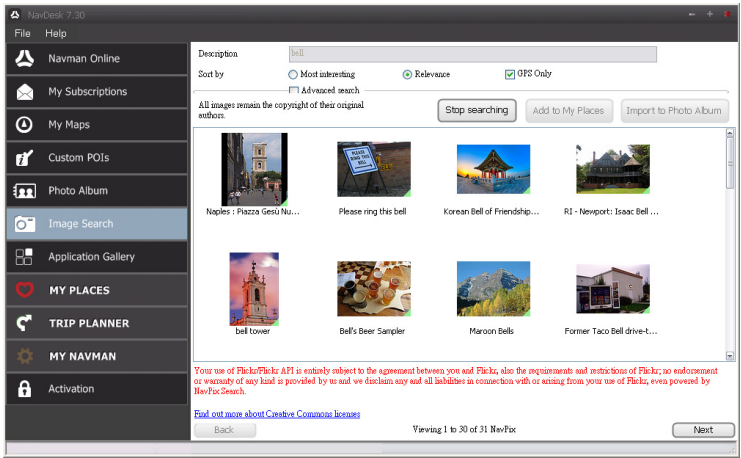 NavDesk 7.30
File Help
Navman Online
My Subscriptions
My Maps
Custom POIs
Photo Album
Image Search
Application Gallery
MY PLACES
TRIP PLANNER
MY NAVMAN
Activation
Description bell
Sort by Most interesting Relevance GPS Only
Advanced search
All images remain the copyright of their original
authors.
Stop searching Add to My Places Import to Photo Album
PLEASE
RING THIS
BELL
Naples : Piazza Gesù Nu... Please ring this bell Korean Bell of Friendship... RI - Newport: Isaac Bell ...
bell tower Bell's Beer Sampler Maroon Bells Former Taco Bell drive-t...
Your use of Flickr/Flickr API is entirely subject to the agreement between you and Flickr, also the requirements and restrictions of Flickr; no endorsement
or warranty of any kind is provided by us and we disclaim any and all liabilities in connection with or arising from your use of Flickr, even powered by
NavPix Search.
Find out more about Creative Commons licenses
Back Viewing 1 to 30 of 31 NavPix Next